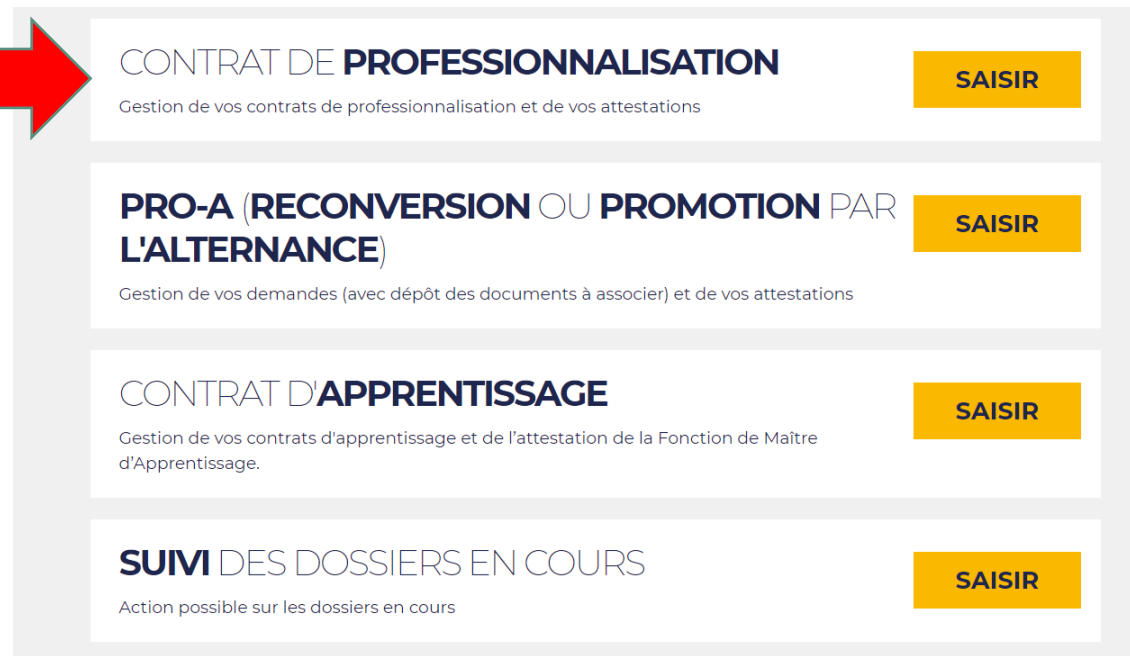 CONTRAT DE PROFESSIONNALISATION
SAISIR
Gestion de vos contrats de professionnalisation et de vos attestations
PRO-A (RECONVERSION OU PROMOTION PAR
L'ALTERNANCE)
SAISIR
Gestion de vos demandes (avec dépôt des documents à associer) et de vos attestations
CONTRAT D'APPRENTISSAGE
SAISIR
Gestion de vos contrats d'apprentissage et de l’attestation de la Fonction de Maître
d’Apprentissage.
SUIVI DES DOSSIERS EN COURS
SAISIR
Action possible sur les dossiers en cours